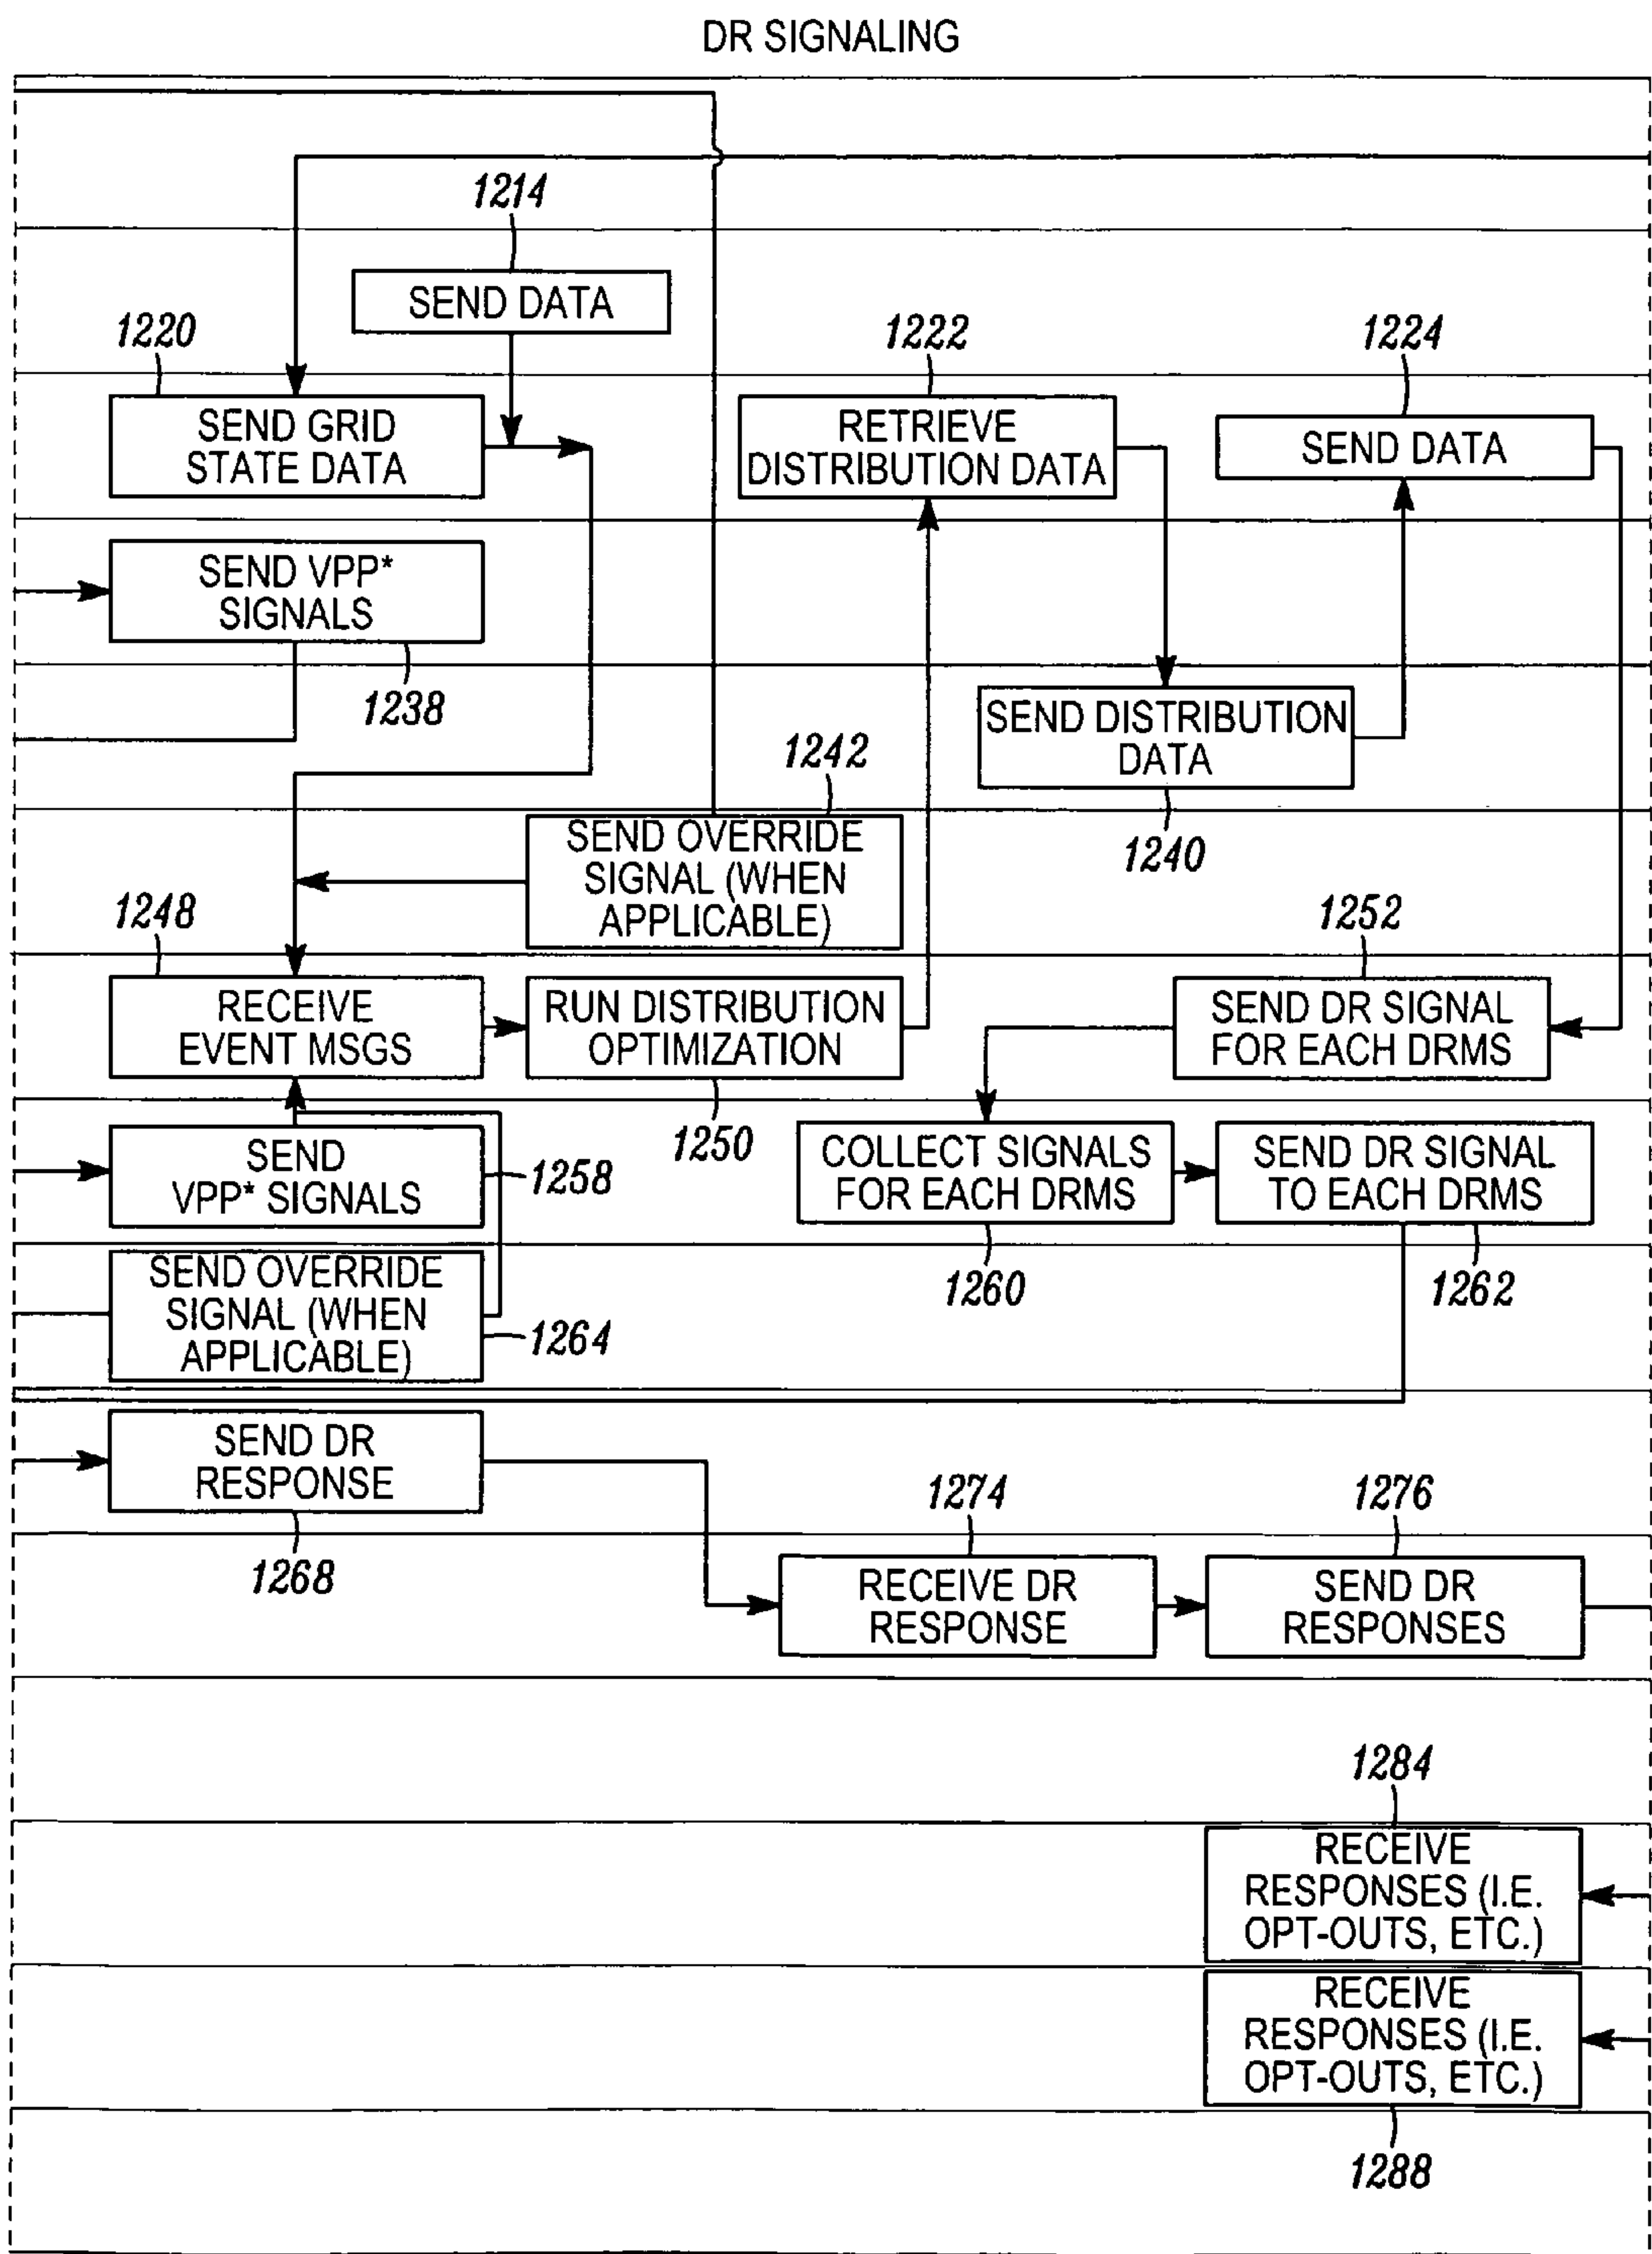 DR SIGNALING
1214
SEND DATA
1220
SEND GRID
STATE DATA
1222
RETRIEVE
DISTRIBUTION DATA
1224
SEND DATA
SEND VPP*
SIGNALS
1238
SEND DISTRIBUTION
DATA
1240
1242
SEND OVERRIDE
SIGNAL (WHEN
APPLICABLE)
1248
RECEIVE
EVENT MSGS
RUN DISTRIBUTION
OPTIMIZATION
1250
1252
SEND DR SIGNAL
FOR EACH DRMS
SEND
VPP* SIGNALS
1258
COLLECT SIGNALS
FOR EACH DRMS
1260
SEND DR SIGNAL
TO EACH DRMS
1262
SEND OVERRIDE
SIGNAL (WHEN
APPLICABLE)
1264
SEND DR
RESPONSE
1268
1274
RECEIVE DR
RESPONSE
1276
SEND DR
RESPONSES
1284
RECEIVE
RESPONSES (I.E.
OPT-OUTS, ETC.)
RECEIVE
RESPONSES (I.E.
OPT-OUTS, ETC.)
1288